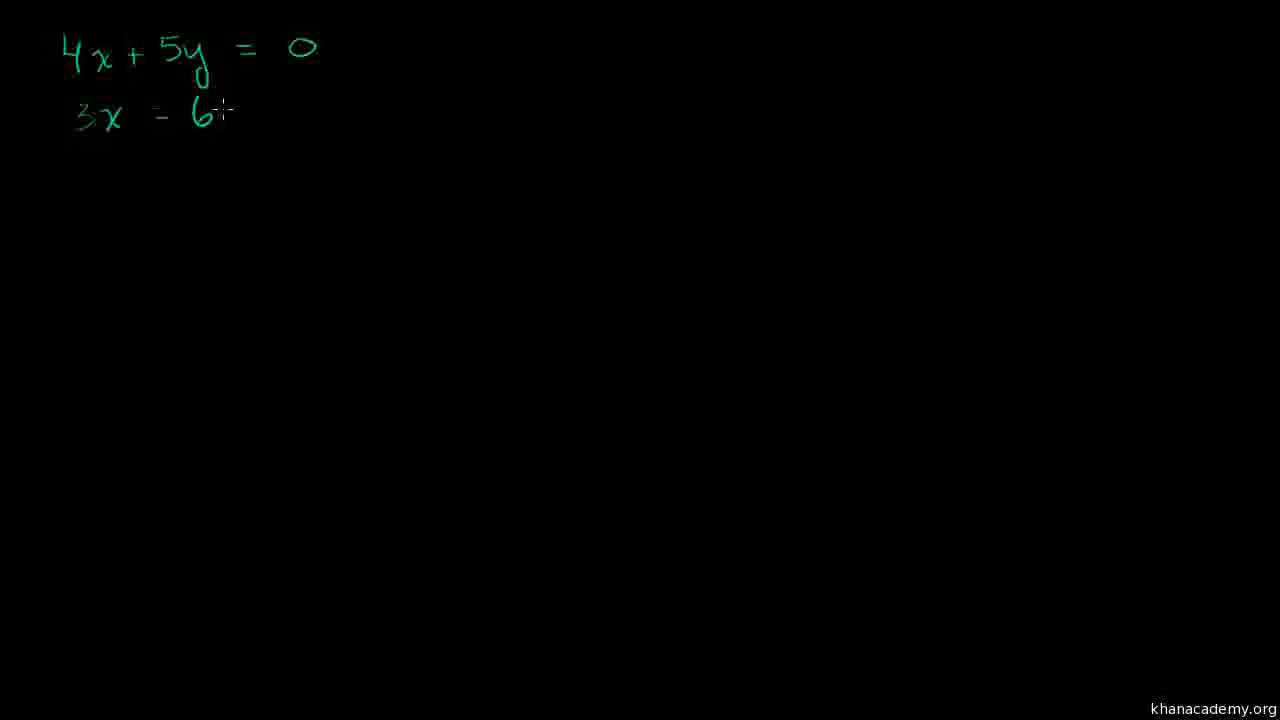 4x + 5y = 0
3x = 6
khanacademy.org